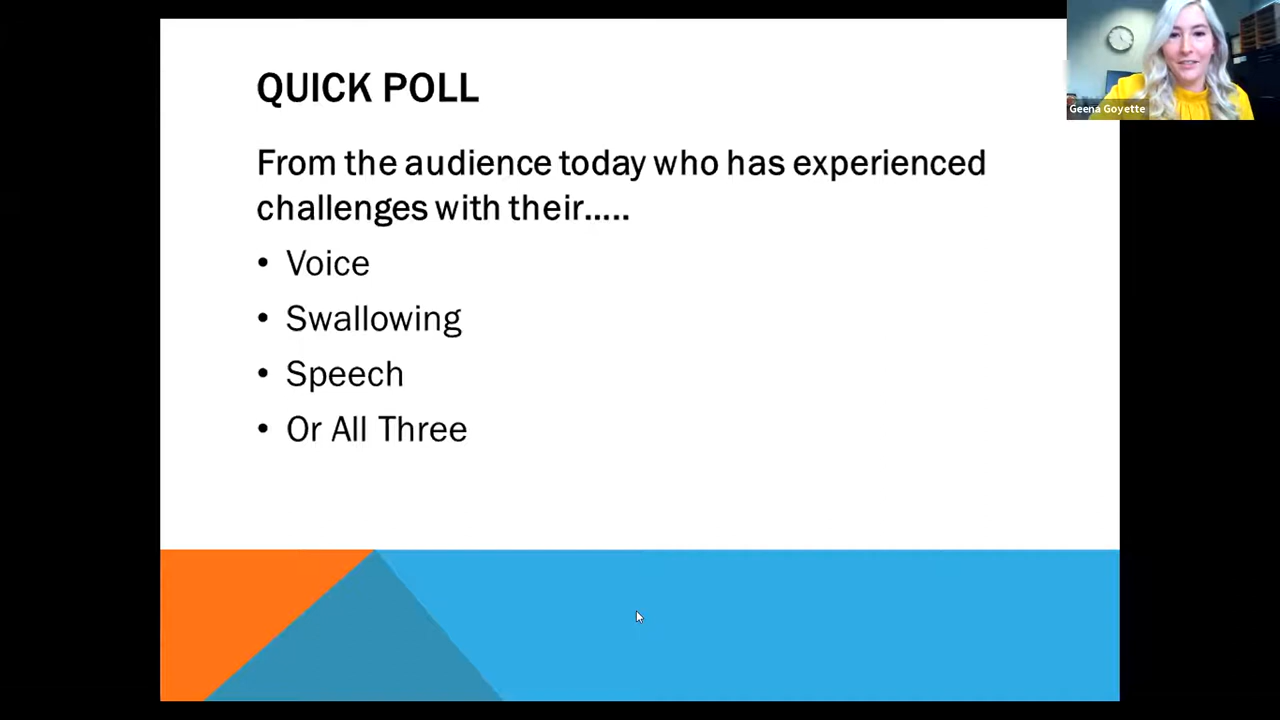 QUICK POLL
From the audience today who has experienced
challenges with their.....
• Voice
• Swallowing
• Speech
• Or All Three
Geena Goyette